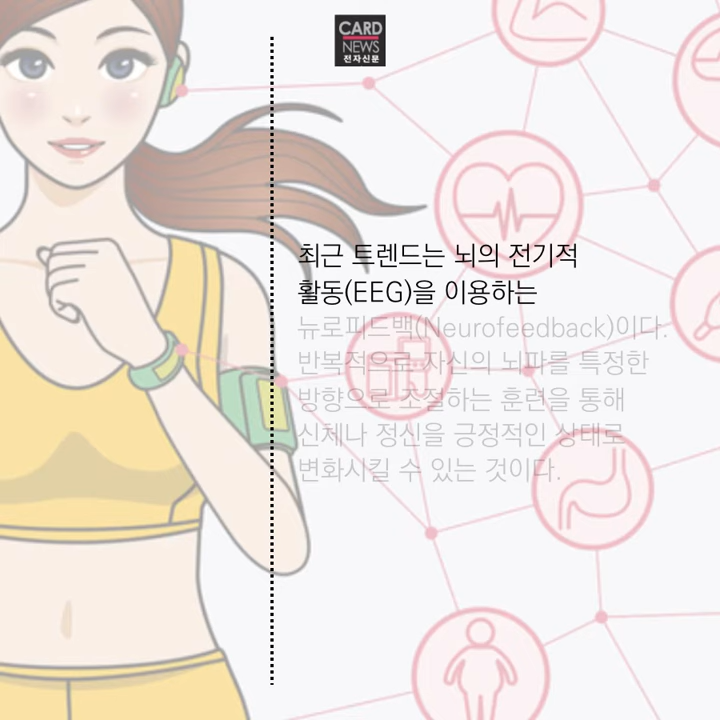 CARD
NEWS
전자신문
최근 트렌드는 뇌의 전기적
활동(EEG)을 이용하는
뉴로피드백(Neurofeedback)이다.
반복적으로 자신의 뇌파를 특정한
방향으로 조절하는 훈련을 통해
신체나 정신을 긍정적인 상태로
변화시킬 수 있는 것이다.